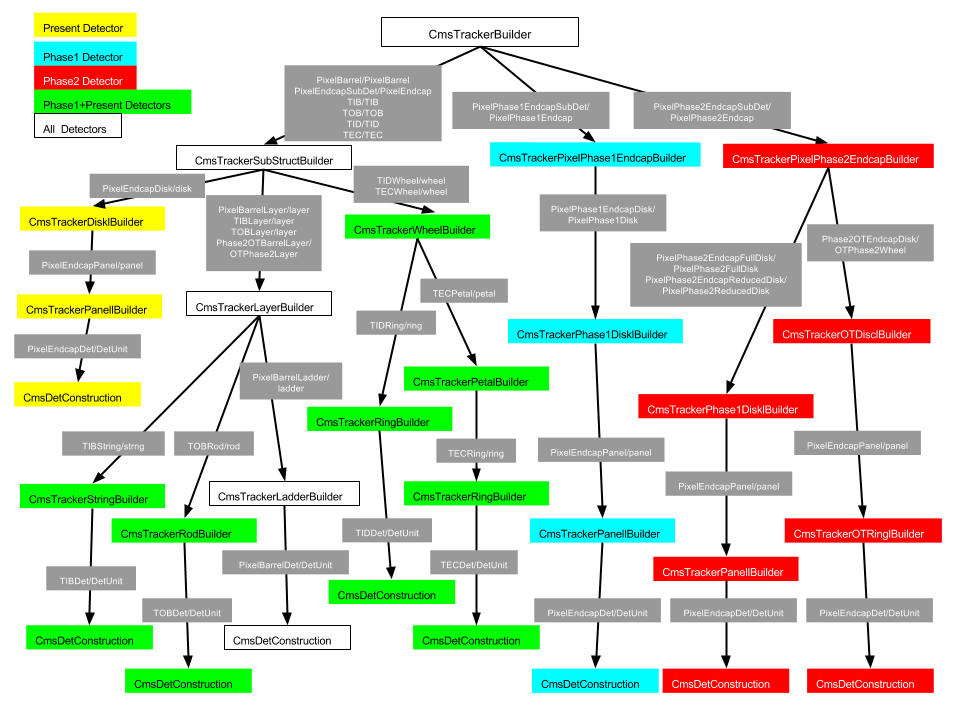 Present Detector
Phase1 Detector
Phase2 Detector
Phase1+Present Detectors
All Detectors
CmsTrackerBuilder
PixelBarrel/PixelBarrel
PixelEndcapSubDet/PixelEndcap
TIB/TIB
TOB/TOB
TID/TID
TEC/TEC
PixelPhase1EndcapSubDet/
PixelPhase1Endcap
PixelPhase2EndcapSubDet/
PixelPhase2Endcap
CmsTrackerSubStructBuilder
CmsTrackerPixelPhase1EndcapBuilder
CmsTrackerPixelPhase2EndcapBuilder
PixelEndcapDisk/disk
PixelBarrelLayer/layer
TIBLayer/layer
TOBLayer/layer
Phase2OTBarrelLayer/
OTPhase2Layer
TIDWheel/wheel
TECWheel/wheel
PixelPhase1EndcapDisk/
PixelPhase1Disk
PixelPhase2EndcapFullDisk/
PixelPhase2FullDisk
PixelPhase2EndcapReducedDisk/
PixelPhase2ReducedDisk
Phase2OTEndcapDisk/
OTPhase2Wheel
CmsTrackerDisklBuilder
CmsTrackerWheelBuilder
PixelEndcapPanel/panel
TECPetal/petal
CmsTrackerPanellBuilder
CmsTrackerLayerBuilder
TIDRing/ring
CmsTrackerPhase1DisklBuilder
CmsTrackerOTDisclBuilder
PixelEndcapDet/DetUnit
PixelBarrelLadder/
ladder
CmsTrackerPetalBuilder
CmsDetConstruction
CmsTrackerRingBuilder
CmsTrackerPhase1DisklBuilder
TIBString/strng
TOBRod/rod
TECRing/ring
PixelEndcapPanel/panel
PixelEndcapPanel/panel
PixelEndcapPanel/panel
CmsTrackerStringBuilder
CmsTrackerLadderBuilder
CmsTrackerRingBuilder
CmsTrackerRodBuilder
TIDDet/DetUnit
CmsTrackerPanellBuilder
CmsTrackerOTRinglBuilder
TIBDet/DetUnit
PixelBarrelDet/DetUnit
TECDet/DetUnit
CmsTrackerPanellBuilder
CmsDetConstruction
TOBDet/DetUnit
PixelEndcapDet/DetUnit
PixelEndcapDet/DetUnit
PixelEndcapDet/DetUnit
CmsDetConstruction
CmsDetConstruction
CmsDetConstruction
CmsDetConstruction
CmsDetConstruction
CmsDetConstruction
CmsDetConstruction